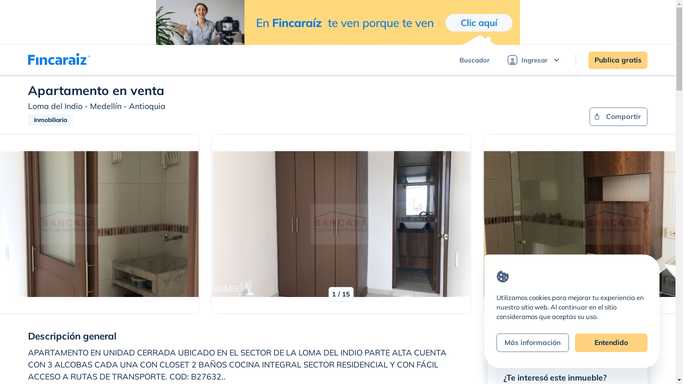 En Fincaraíz te ven porque te ven
Clic aquí
Fincaraiz
Buscador
Ingresar
Publica gratis
Apartamento en venta
Loma del Indio - Medellín - Antioquia
Inmobiliaria
Compartir
1 / 15
Utilizamos cookies para mejorar tu experiencia en
nuestro sitio web. Al continuar en el sitio
consideramos que aceptas su uso.
Más información
Entendido
Descripción general
APARTAMENTO EN UNIDAD CERRADA UBICADO EN EL SECTOR DE LA LOMA DEL INDIO PARTE ALTA CUENTA
CON 3 ALCOBAS CADA UNA CON CLOSET 2 BAÑOS COCINA INTEGRAL SECTOR RESIDENCIAL Y CON FÁCIL
ACCESO A RUTAS DE TRANSPORTE. COD: B27632..
¿Te interesó este inmueble?